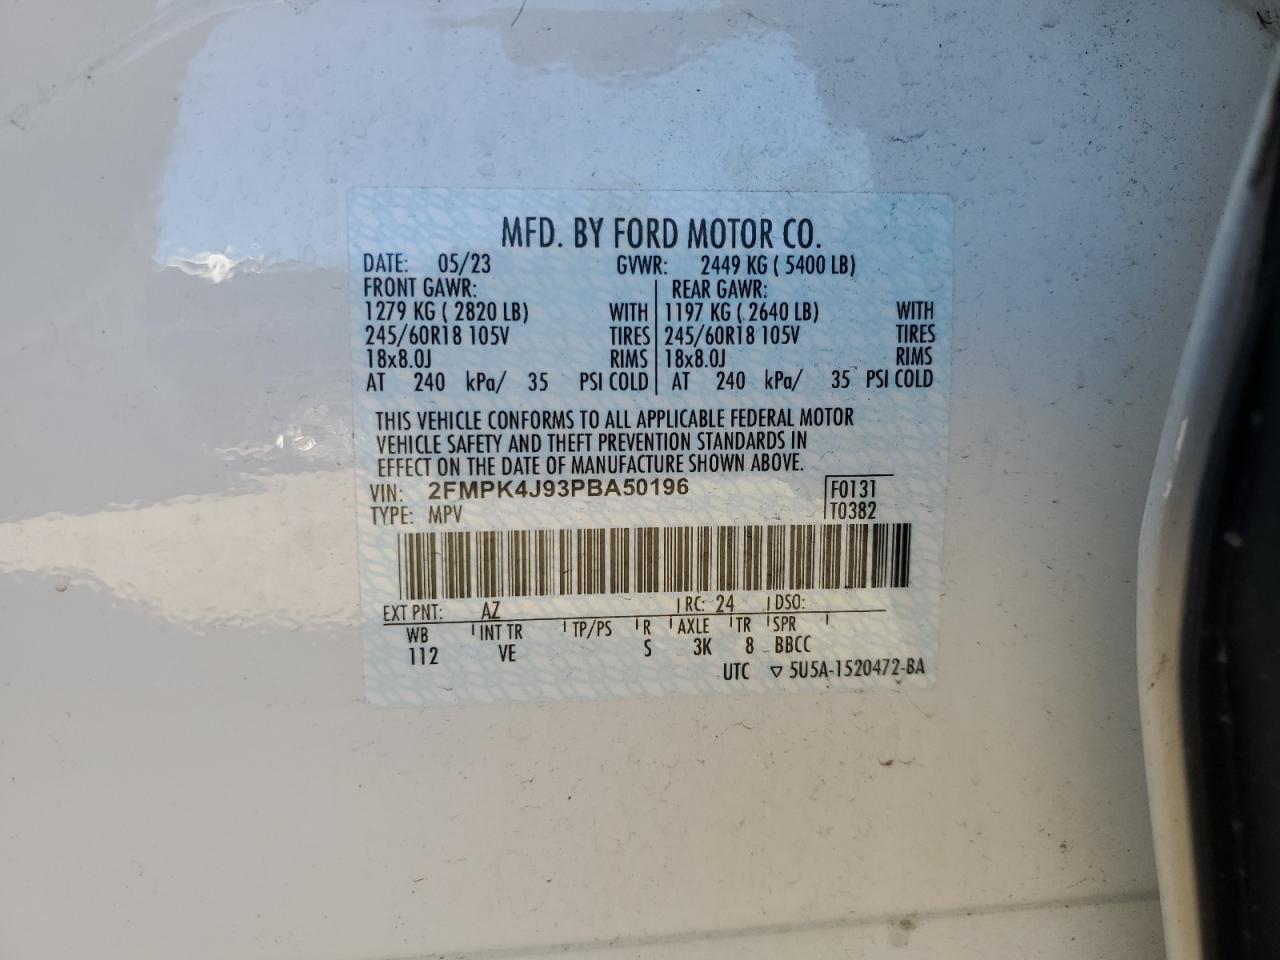 MFD. BY FORD MOTOR CO.
DATE: 05/23 GVWR: 2449 KG ( 5400 LB)
FRONT GAWR: REAR GAWR:
1279 KG ( 2820 LB) WITH 1197 KG ( 2640 LB) WITH
245/60R18 105V TIRES 245/60R18 105V TIRES
18x8.0J RIMS 18x8.0J RIMS
AT 240 kPa/ 35 PSI COLD AT 240 kPa/ 35 PSI COLD
THIS VEHICLE CONFORMS TO ALL APPLICABLE FEDERAL MOTOR
VEHICLE SAFETY AND THEFT PREVENTION STANDARDS IN
EFFECT ON THE DATE OF MANUFACTURE SHOWN ABOVE.
VIN: 2FMPK4J93PBA50196 F0131
TYPE: MPV T0382
EXT PNT: AZ RC: 24 DSO:
WB INT TR TP/PS R AXLE TR SPR
112 VE S 3K 8 BBCC
UTC ▽ 5U5A-1520472-BA